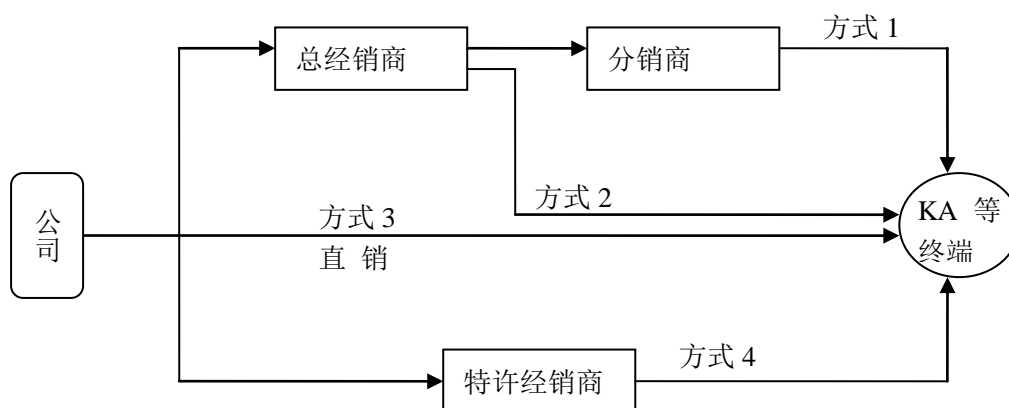 方式 1
总经销商
分销商
方式 2
公
司
方式 3
直 销
KA 等
终端
方式 4
特许经销商